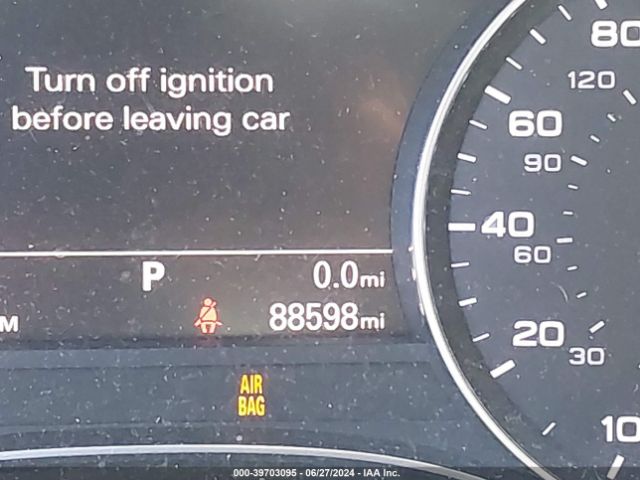 Turn off ignition
before leaving car
P
0.0mi
M
88598mi
AIR
BAG
80
120
60
90
40
60
20
30
10
000-39703095 - 06/27/2024 - IAA Inc.